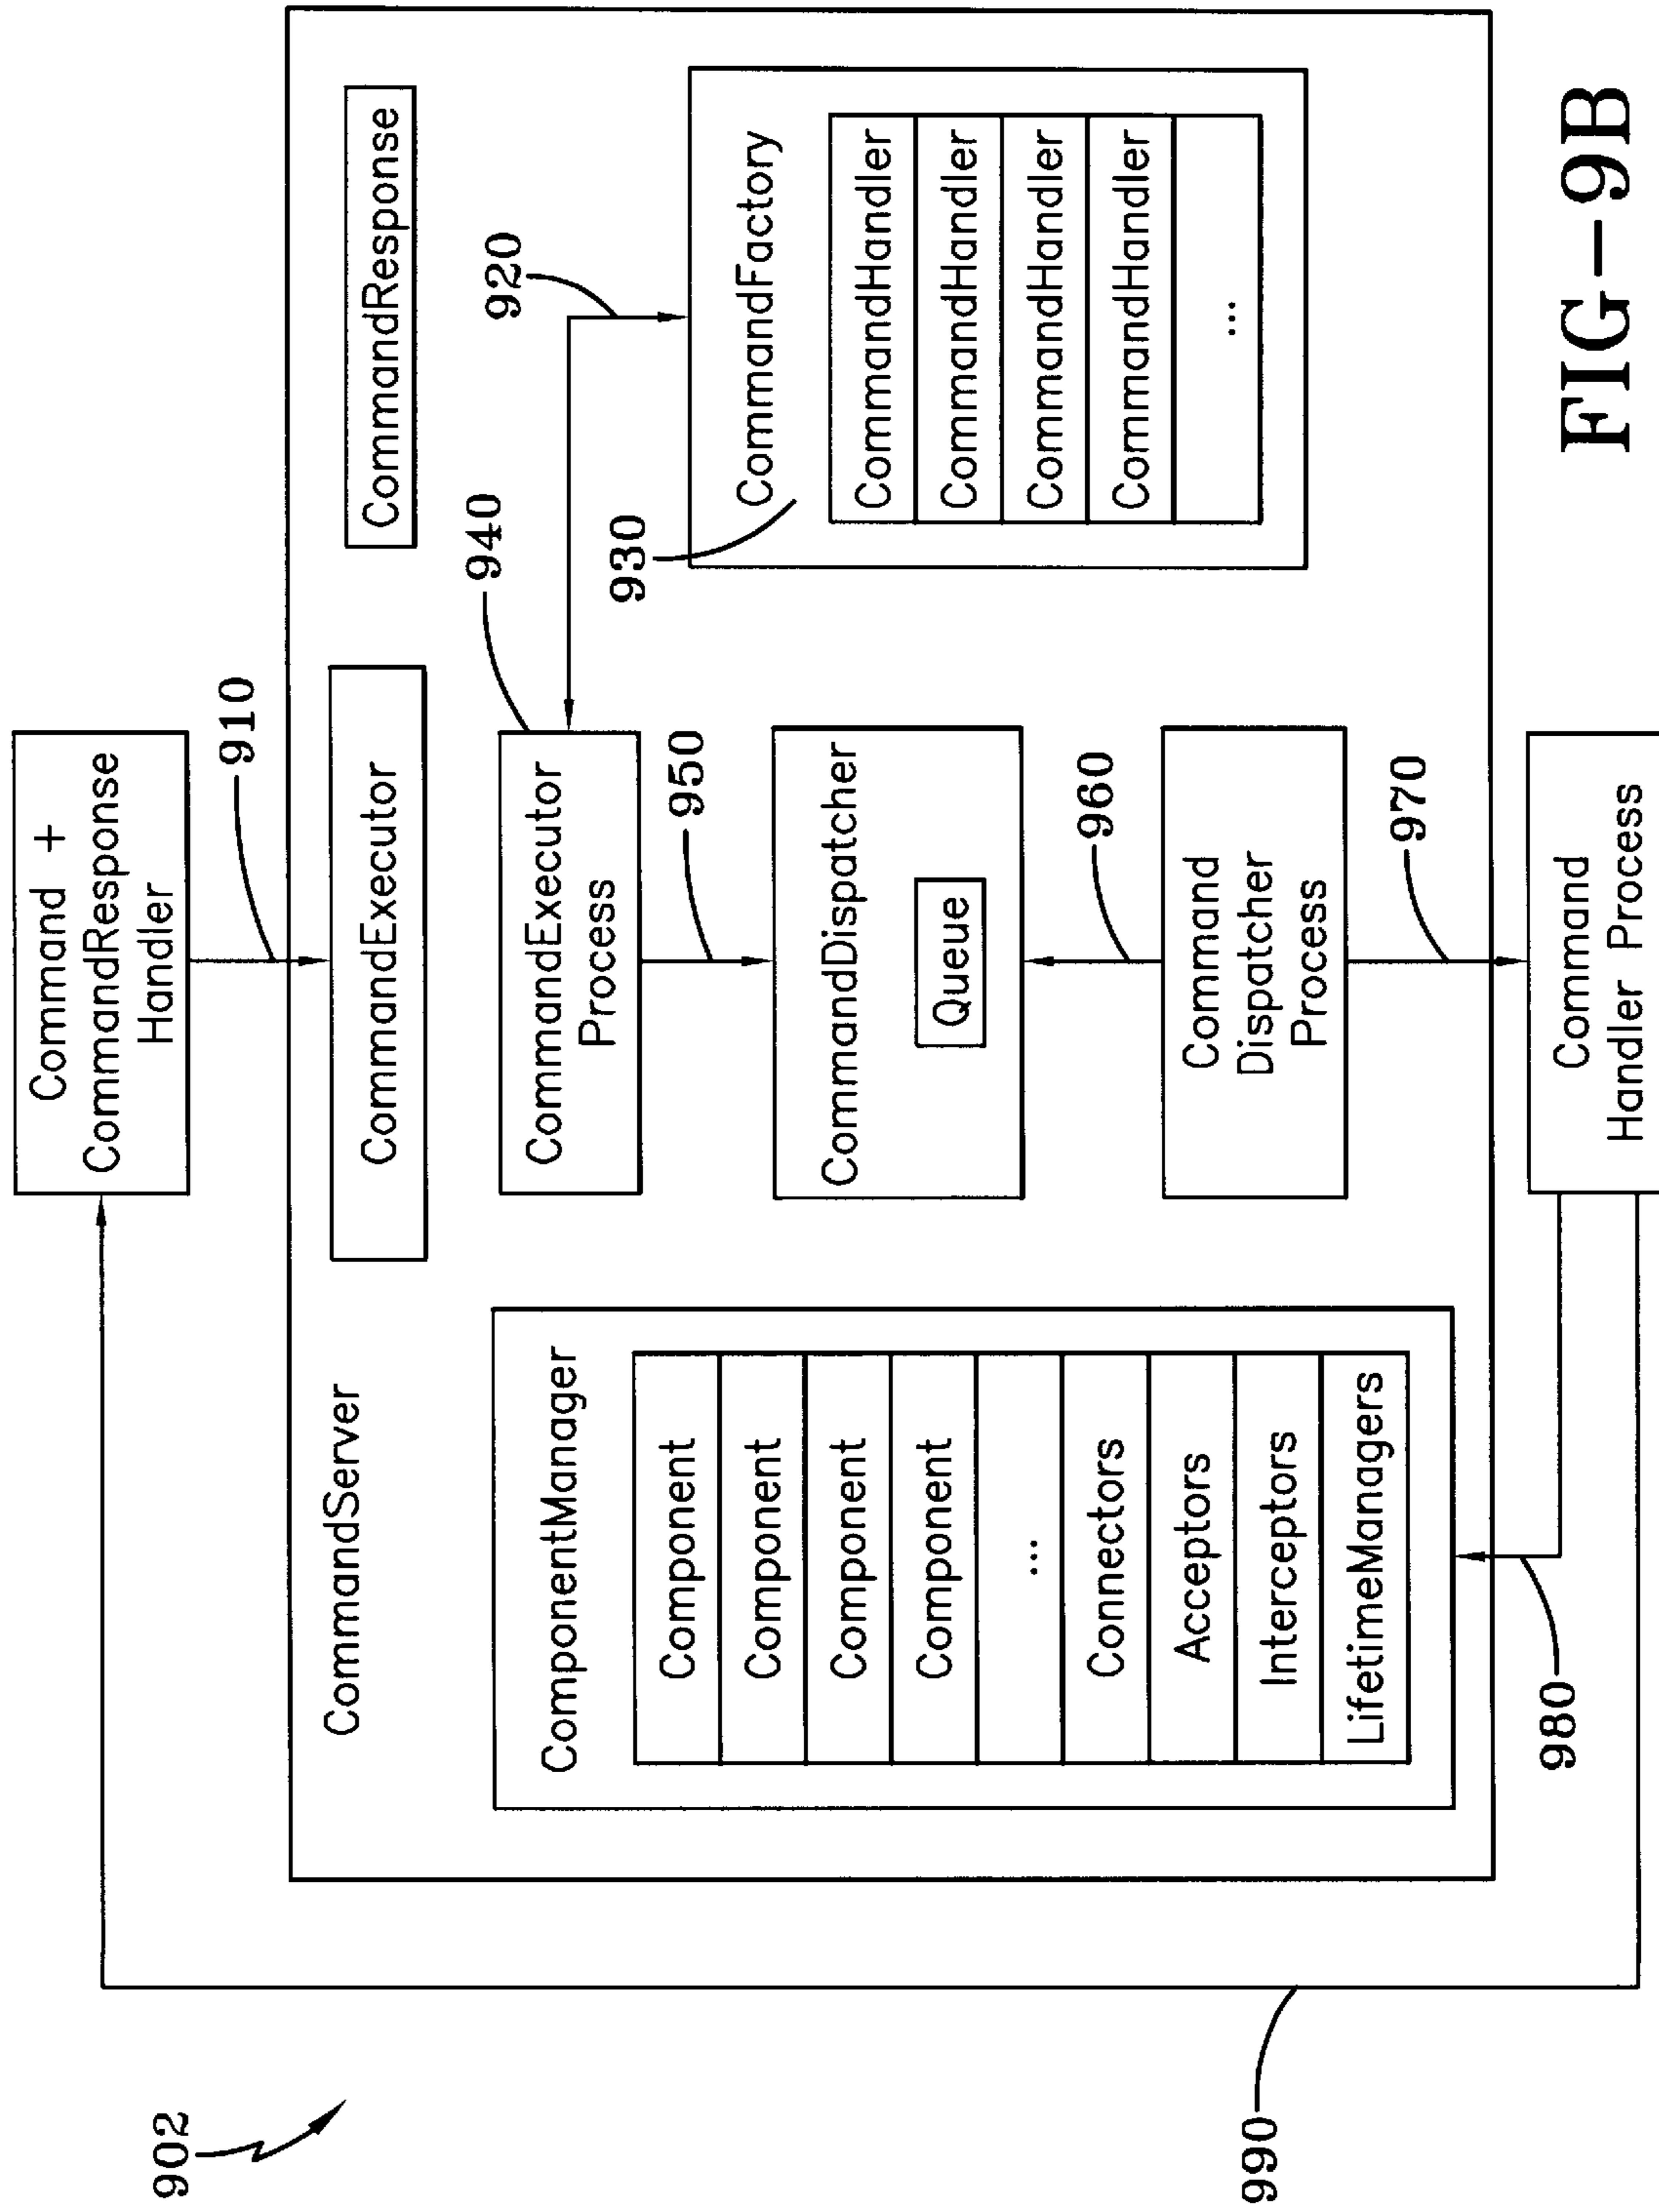 902
Command +
CommandResponse
Handler
910
CommandServer
CommandExecutor
CommandResponse
ComponentManager
Component
Component
Component
Component
...
Connectors
Acceptors
Interceptors
LifetimeManagers
940
CommandExecutor
Process
920
950
930
CommandFactory
CommandHandler
CommandHandler
CommandHandler
CommandHandler
...
CommandDispatcher
Queue
960
Command
Dispatcher
Process
970
980
990
Command
Handler Process
FIG-9B